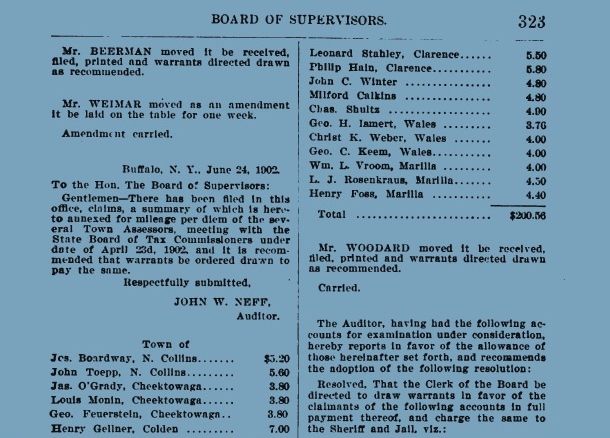 BOARD OF SUPERVISORS. 323
Mr. BEERMAN moved it be received,
filed, printed and warrants directed drawn
as recommended.
Mr. WEIMAR moved as an amendment
it be laid on the table for one week.
Amendment carried.
Buffalo, N. Y., June 24, 1902.
To the Hon. The Board of Supervisors:
Gentlemen—There has been filed in this
office, claims, a summary of which is here-
to annexed for mileage per diem of the sev-
eral Town Assessors, meeting with the
State Board of Tax Commissioners under
date of April 23d, 1902, and it is recom-
mended that warrants be ordered drawn to
pay the same.
Respectfully submitted,
JOHN W. NEFF,
Auditor.
Town of
Jos. Boardway, N. Collins....... $5.20
John Toepp, N. Collins......... 5.60
Jas. O'Grady, Cheektowaga...... 3.80
Louis Monin, Cheektowaga...... 3.80
Geo. Feuerstein, Cheektowaga.. 3.80
Henry Gellner, Colden ......... 7.00
Leonard Stahley, Clarence...... 5.50
Philip Hain, Clarence........... 5.80
John C. Winter ................ 4.80
Milford Calkins ................ 4.80
Chas. Shultz ................... 4.00
Geo. H. Ismert, Wales ......... 3.76
Christ K. Weber, Wales ....... 4.00
Geo. C. Keem, Wales........... 4.00
Wm. L. Vroom, Marilla ........ 4.00
L. J. Rosenkraus, Marilla...... 4.50
Henry Foss, Marilla ........... 4.40
Total ...................... $200.56
Mr. WOODARD moved it be received,
filed, printed and warrants directed drawn
as recommended.
Carried.
The Auditor, having had the following ac-
counts for examination under consideration,
hereby reports in favor of the allowance of
those hereinafter set forth, and recommends
the adoption of the following resolution:
Resolved, That the Clerk of the Board be
directed to draw warrants in favor of the
claimants of the following accounts in full
payment thereof, and charge the same to
the Sheriff and Jail, viz.: